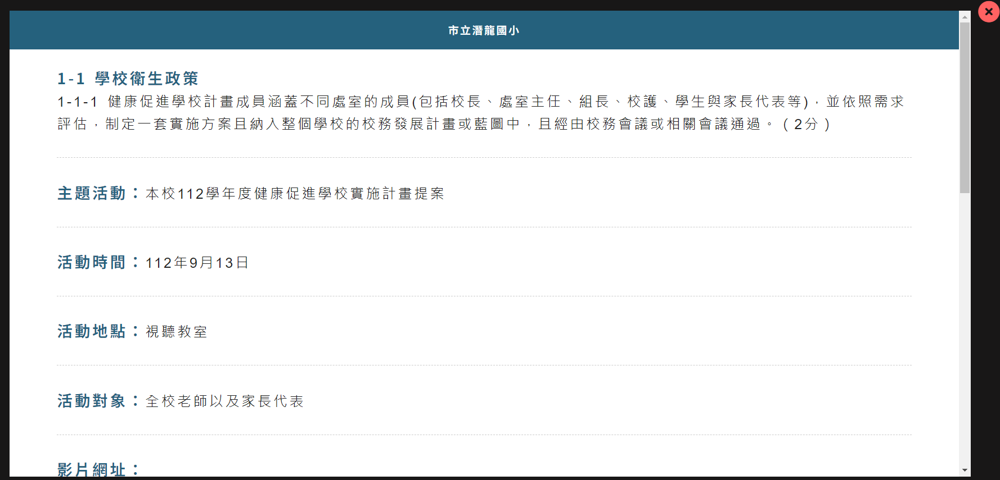 市立潛龍國小
1-1 學校衛生政策
1-1-1 健康促進學校計畫成員涵蓋不同處室的成員(包括校長、處室主任、組長、校護、學生與家長代表等)，並依照需求
評估，制定一套實施方案且納入整個學校的校務發展計畫或藍圖中，且經由校務會議或相關會議通過。（2分）
主題活動：本校112學年度健康促進學校實施計畫提案
活動時間：112年9月13日
活動地點：視聽教室
活動對象：全校老師以及家長代表
影片網址：